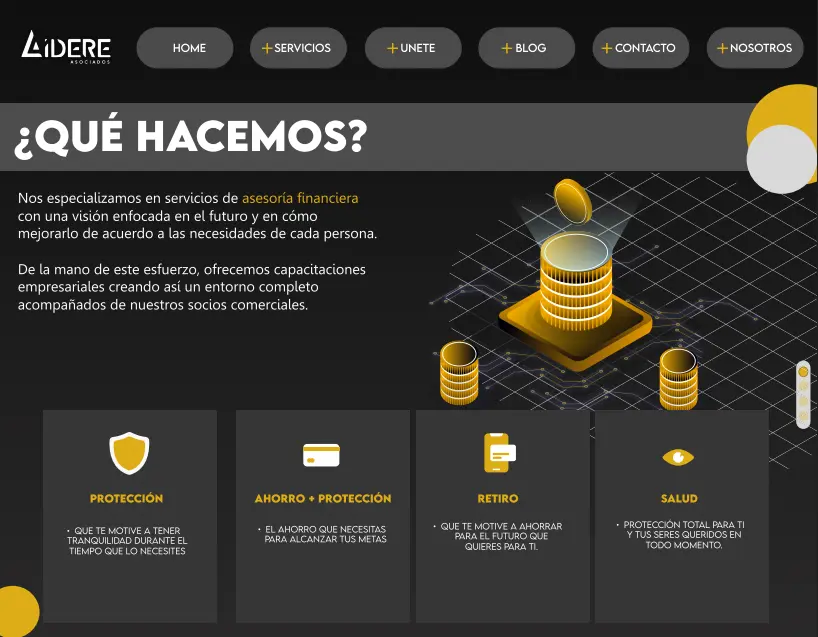 LIDERE
ASOCIADOS
HOME
+SERVICIOS
+UNETE
+BLOG
+CONTACTO
+NOSOTROS
¿QUÉ HACEMOS?
Nos especializamos en servicios de asesoría financiera
con una visión enfocada en el futuro y en cómo
mejorarlo de acuerdo a las necesidades de cada persona.
De la mano de este esfuerzo, ofrecemos capacitaciones
empresariales creando así un entorno completo
acompañados de nuestros socios comerciales.
PROTECCIÓN
• QUE TE MOTIVE A TENER
TRANQUILIDAD DURANTE EL
TIEMPO QUE LO NECESITES
AHORRO + PROTECCIÓN
• EL AHORRO QUE NECESITAS
PARA ALCANZAR TUS METAS
RETIRO
• QUE TE MOTIVE A AHORRAR
PARA EL FUTURO QUE
QUIERES PARA TI.
SALUD
• PROTECCIÓN TOTAL PARA TI
Y TUS SERES QUERIDOS EN
TODO MOMENTO.